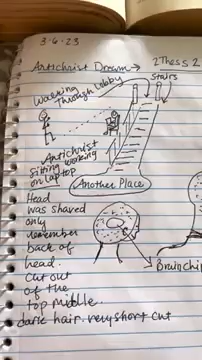 3-6-23
Antichrist Dream → 2 Thess 2
Stairs
Walking
Through Lobby
Antichrist
sitting working
on laptop
Another Place
Head
was shaved
only
remember
back of
head.
Cut out
of the
top middle.
dark hair. very short cut
Brain chip